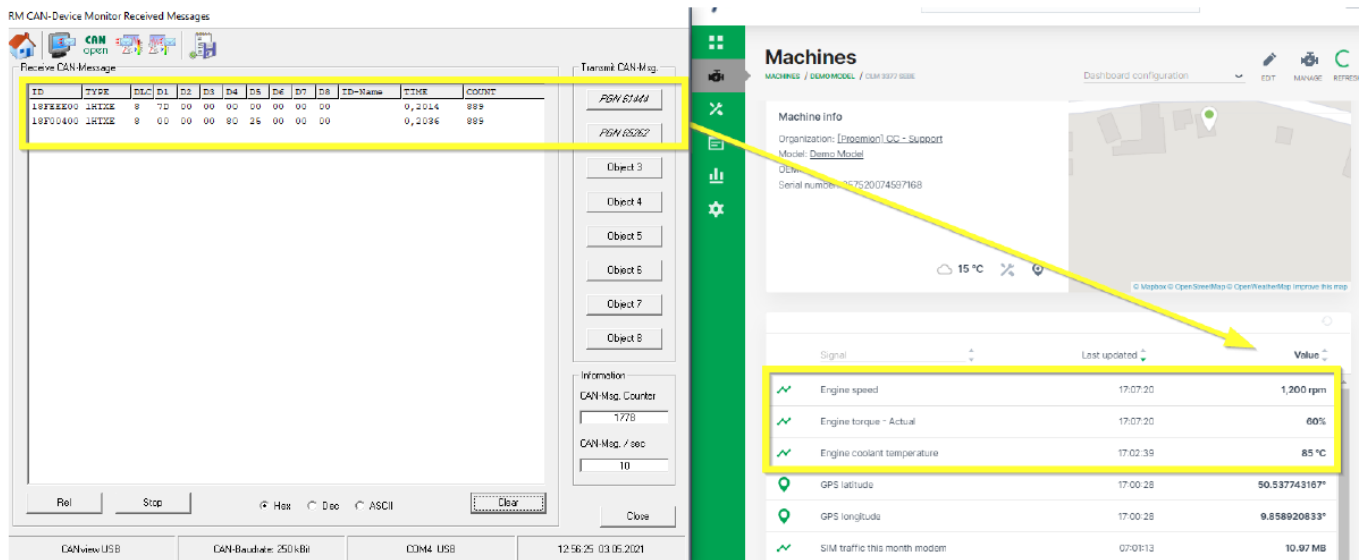 RM CAN-Device Monitor Received Messages
CAN
open
Receive CAN-Message
ID TYPE DLC D1 D2 D3 D4 D5 D6 D7 D8 ID-Name TIME COUNT
18FEEE00 1HTXE 8 7D 00 00 00 00 00 00 00 0,2014 889
18F00400 1HTXE 8 00 00 00 80 25 00 00 00 0,2036 889
Transmit CAN-Msg.
PGN 61444
PGN 65262
Object 3
Object 4
Object 5
Object 6
Object 7
Object 8
Information
CAN-Msg. Counter
1778
CAN-Msg. / sec
10
Ref Stop Hex Dec ASCII Clear
Close
CANviewUSB CAN-Baudrate: 250 kBit COM4 USB 12:56:25 03.05.2021
Machines
MACHINES / DEMO MODEL /
Dashboard configuration
EDIT MANAGE REFRESH
Machine info
Organization: [Proemion] CC - Support
Model: Demo Model
Serial number: 357520074597168
15 °C
© Mapbox © OpenStreetMap © OpenWeatherMap Improve this map
Signal Last updated Value
Engine speed 17:07:20 1,200 rpm
Engine torque - Actual 17:07:20 60%
Engine coolant temperature 17:02:39 85 °C
GPS latitude 17:00:28 50.537743167°
GPS longitude 17:00:28 9.858920833°
SIM traffic this month modem 07:01:13 10.97 MB